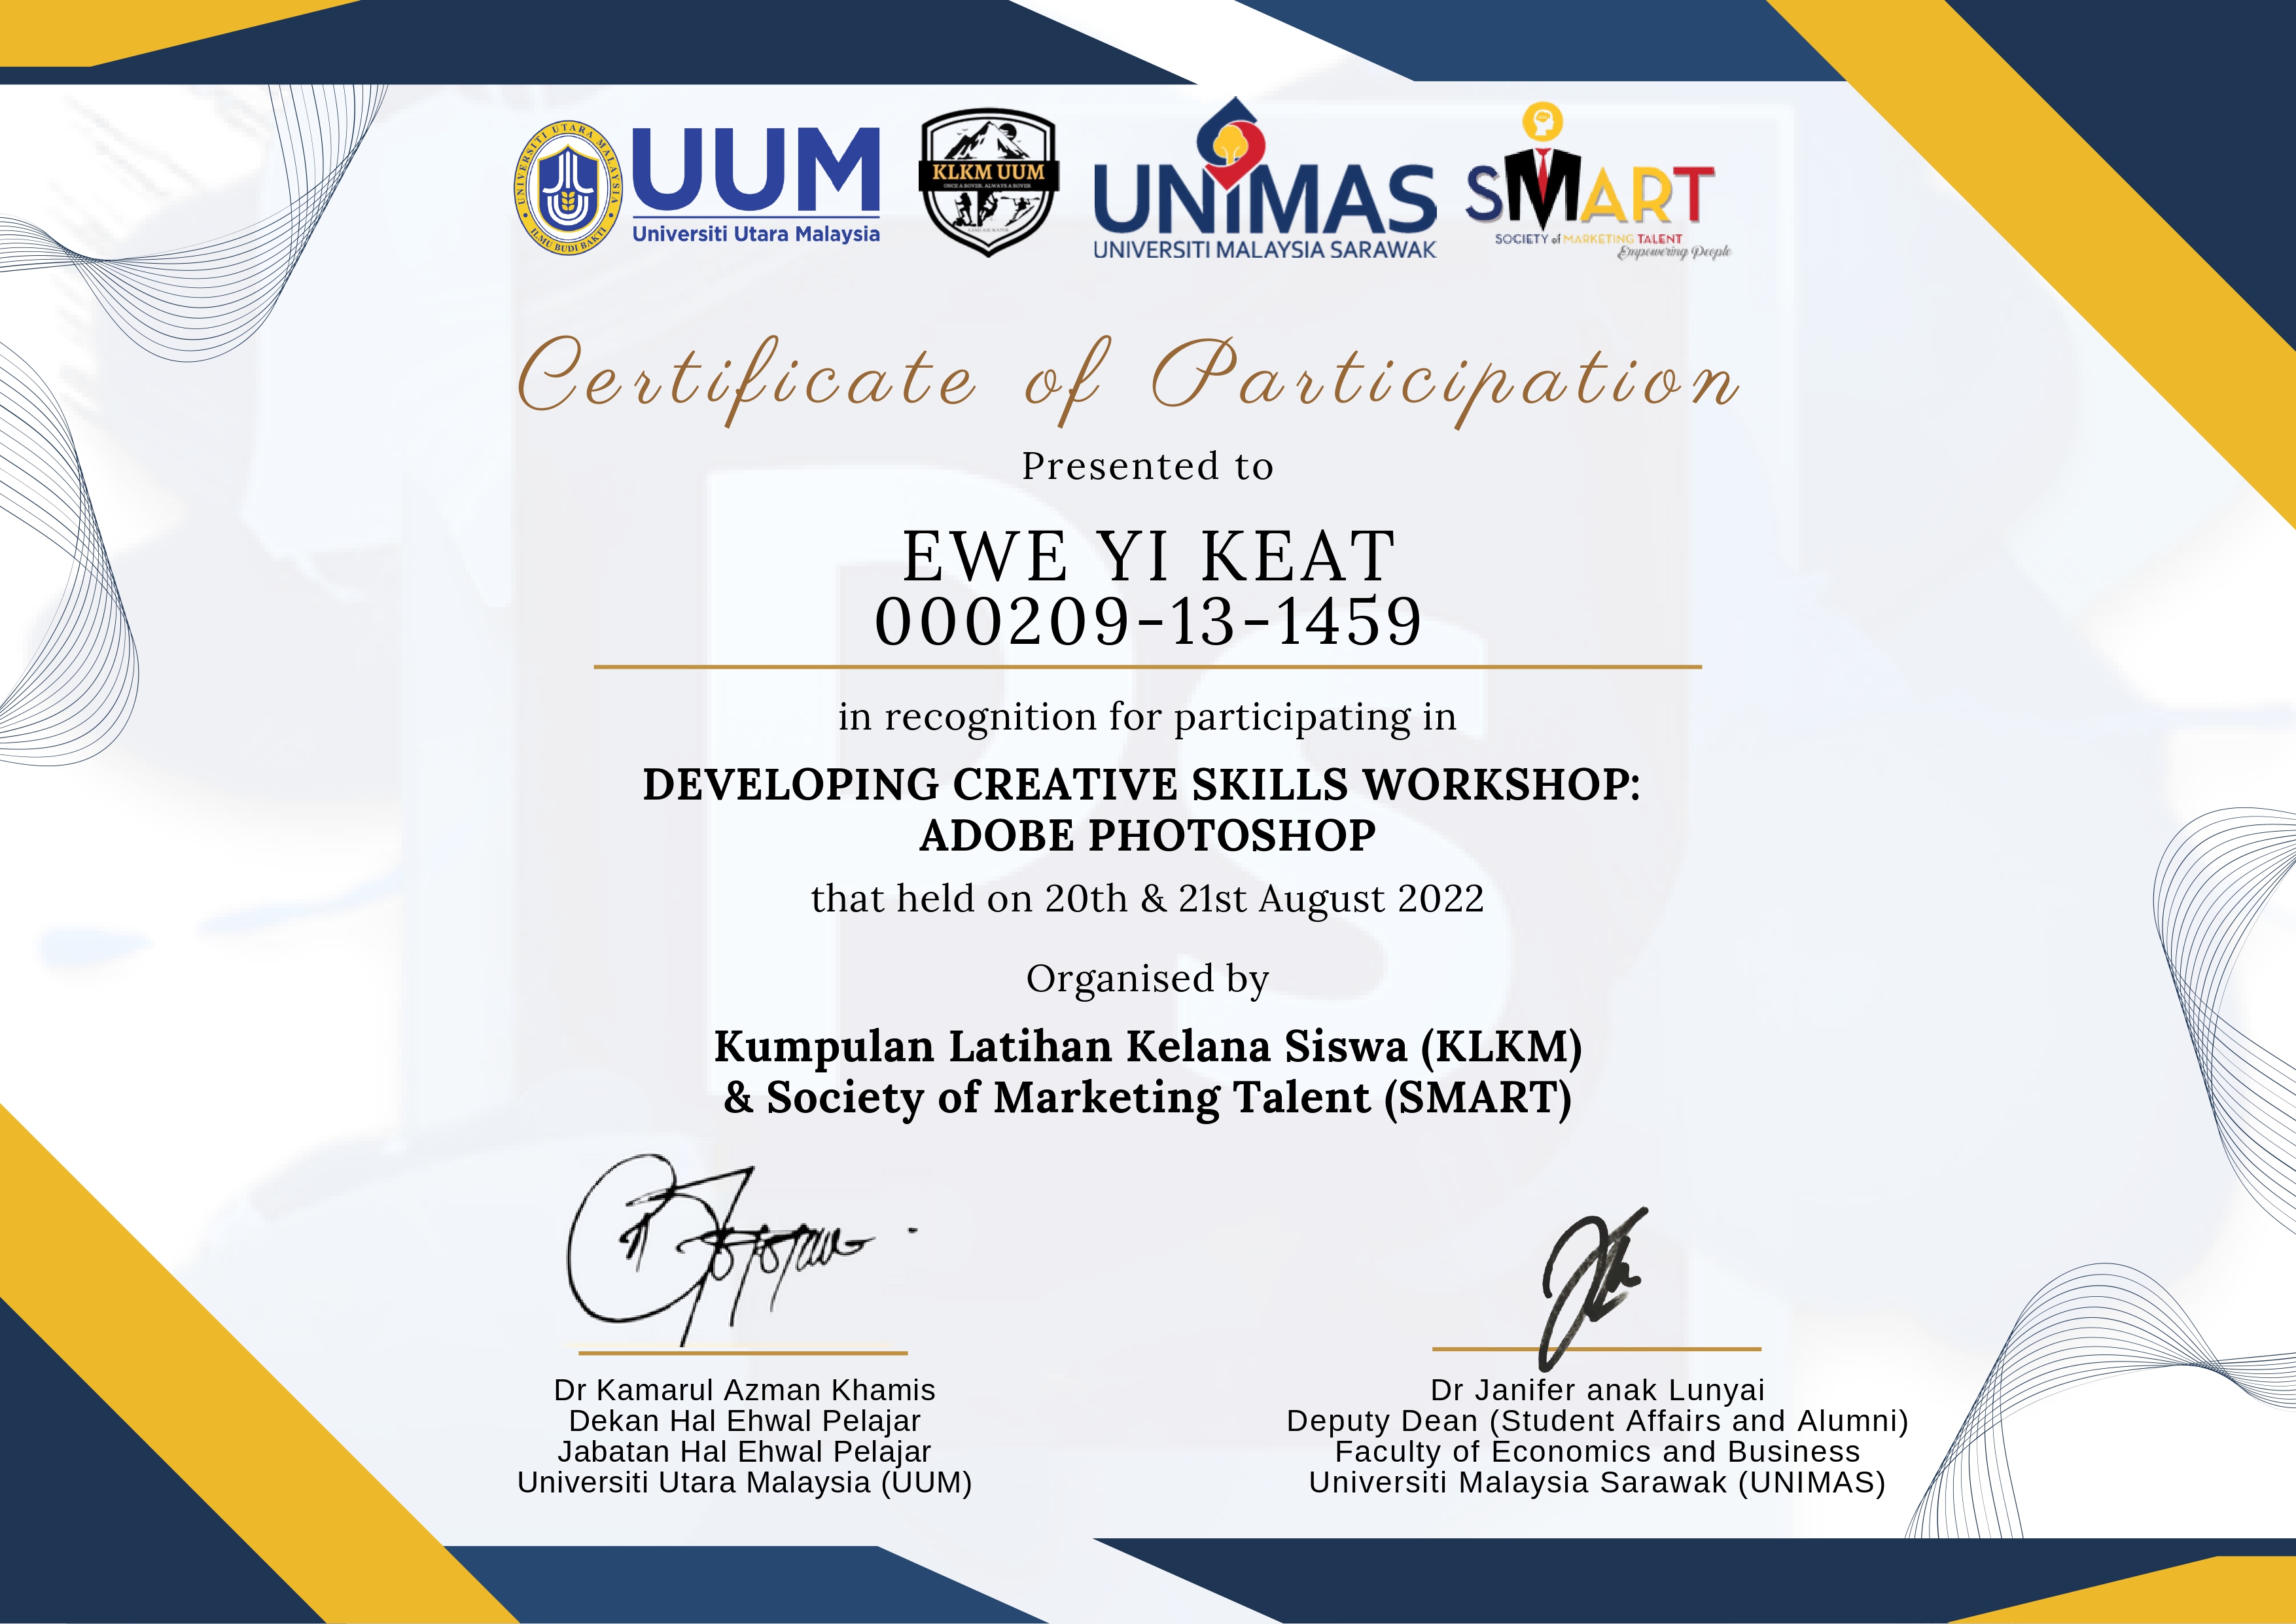 UNIVERSITI UTARA MALAYSIA
ILMU BUDI BAKTI
UUM
Universiti Utara Malaysia
KLKM UUM
ONCE A ROVER, ALWAYS A ROVER
UNIMAS
UNIVERSITI MALAYSIA SARAWAK
SMART
SOCIETY of MARKETING TALENT
Empowering People
Certificate of Participation
Presented to
EWE YI KEAT
000209-13-1459
in recognition for participating in
DEVELOPING CREATIVE SKILLS WORKSHOP:
ADOBE PHOTOSHOP
that held on 20th & 21st August 2022
Organised by
Kumpulan Latihan Kelana Siswa (KLKM)
& Society of Marketing Talent (SMART)
Dr Kamarul Azman Khamis
Dekan Hal Ehwal Pelajar
Jabatan Hal Ehwal Pelajar
Universiti Utara Malaysia (UUM)
Dr Janifer anak Lunyai
Deputy Dean (Student Affairs and Alumni)
Faculty of Economics and Business
Universiti Malaysia Sarawak (UNIMAS)